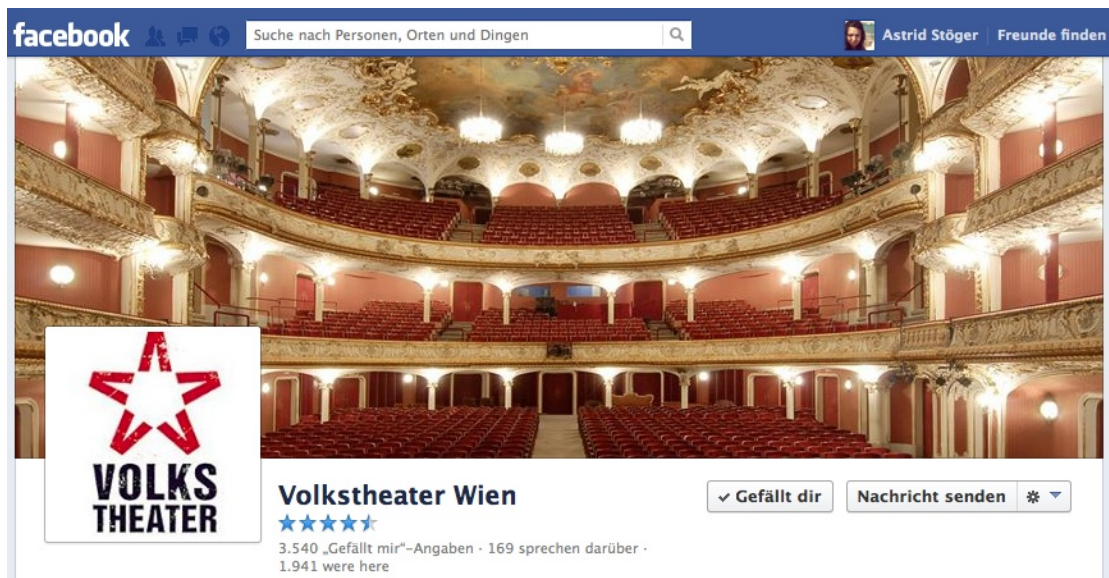 facebook
Suche nach Personen, Orten und Dingen
Astrid Stöger
Freunde finden
VOLKS
THEATER
Volkstheater Wien
✓ Gefällt dir
Nachricht senden
3.540 „Gefällt mir“-Angaben · 169 sprechen darüber ·
1.941 were here